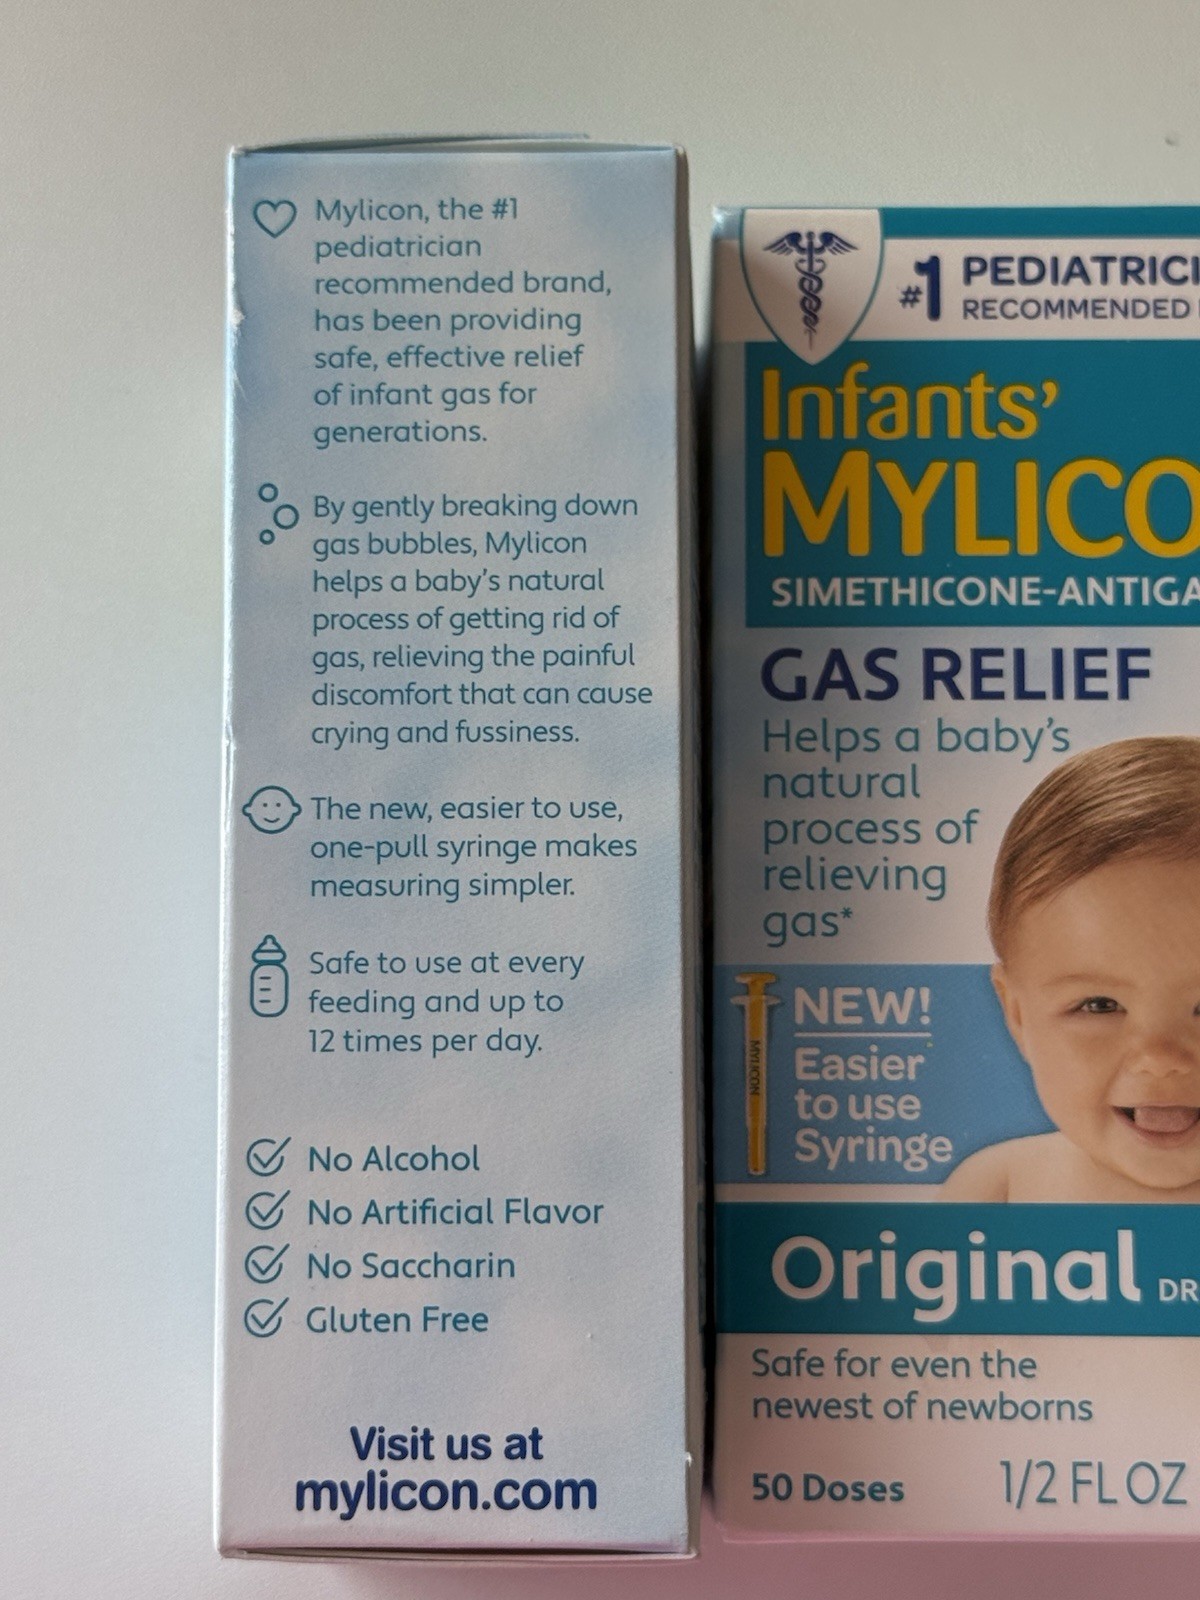 Mylicon, the #1
pediatrician
recommended brand,
has been providing
safe, effective relief
of infant gas for
generations.
By gently breaking down
gas bubbles, Mylicon
helps a baby's natural
process of getting rid of
gas, relieving the painful
discomfort that can cause
crying and fussiness.
The new, easier to use,
one-pull syringe makes
measuring simpler.
Safe to use at every
feeding and up to
12 times per day.
No Alcohol
No Artificial Flavor
No Saccharin
Gluten Free
Visit us at
mylicon.com
#1 PEDIATRICI
RECOMMENDED
Infants'
MYLICO
SIMETHICONE-ANTIGA
GAS RELIEF
Helps a baby's
natural
process of
relieving
gas*
MYLICON
NEW!
Easier
to use
Syringe
Original DR
Safe for even the
newest of newborns
50 Doses 1/2 FL OZ